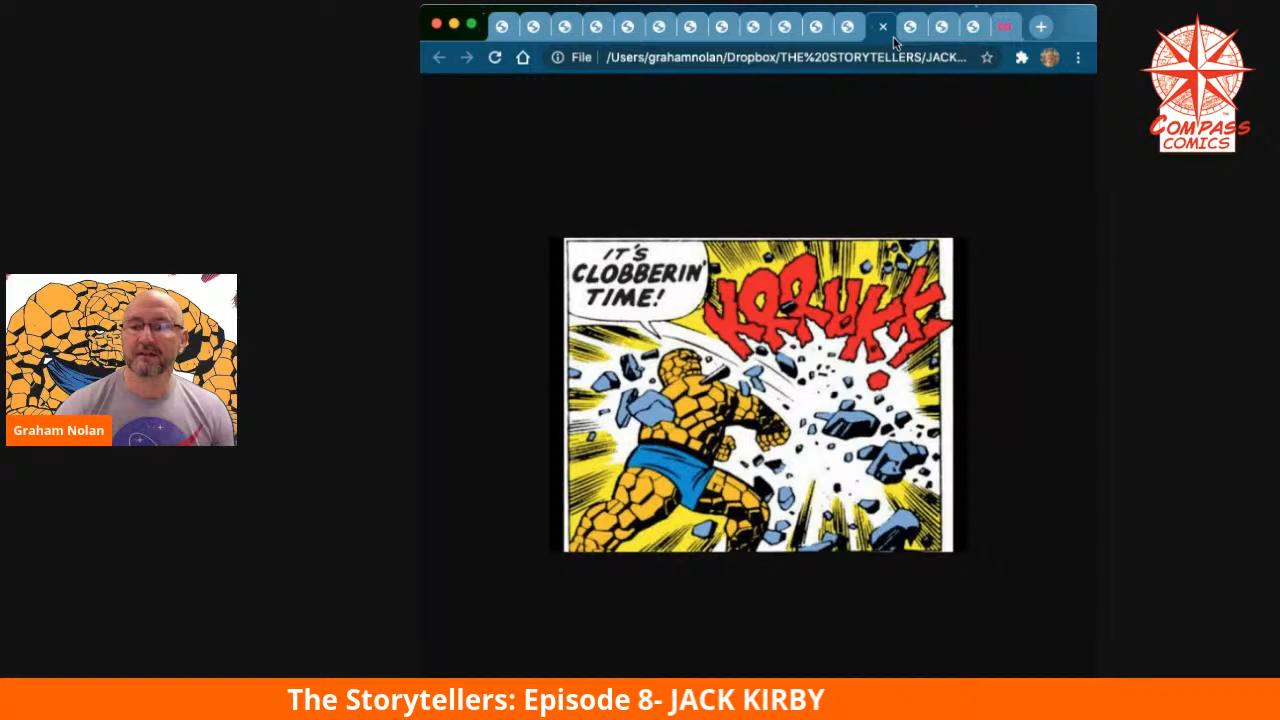 File
/Users/grahamnolan/Dropbox/THE%20STORYTELLERS/JACK...
COMPASS
COMICS
IT'S
CLOBBERIN'
TIME!
KRRUKK!
Graham Nolan
The Storytellers: Episode 8- JACK KIRBY